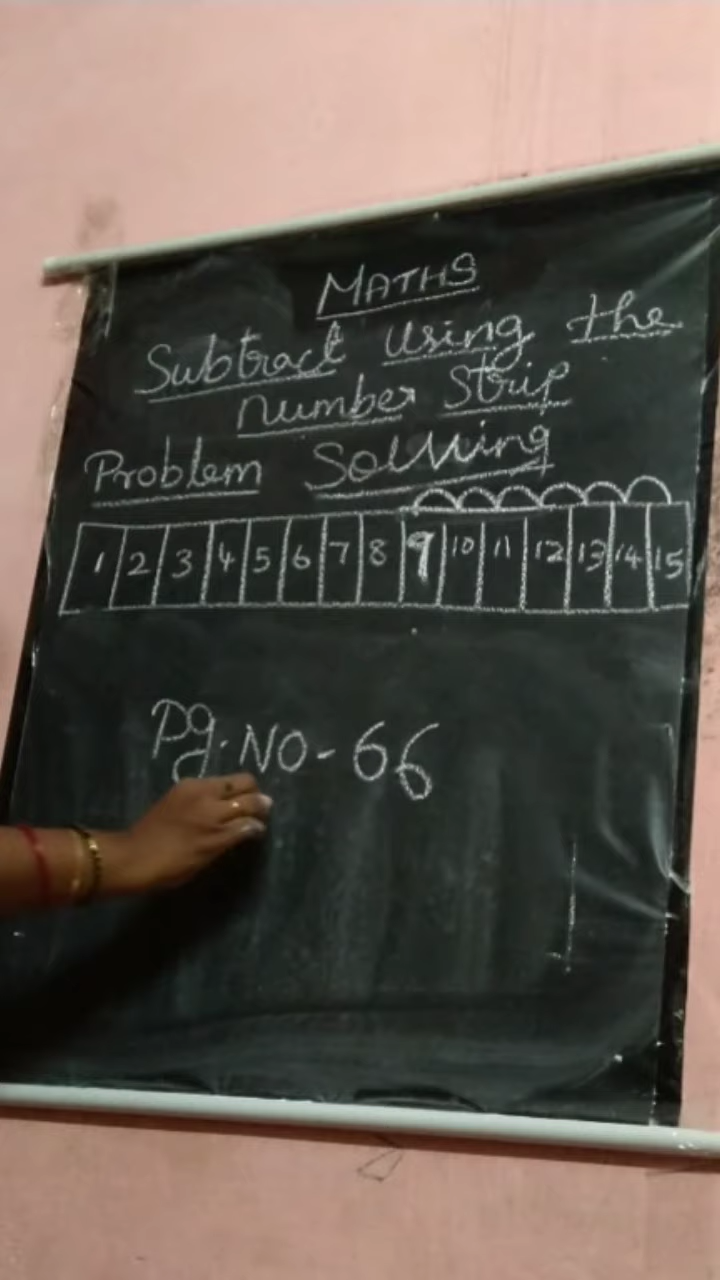 MATHS
Subtract using the
number strip
Problem Solving
1 2 3 4 5 6 7 8 9 10 11 12 13 14 15
Pg. NO - 66